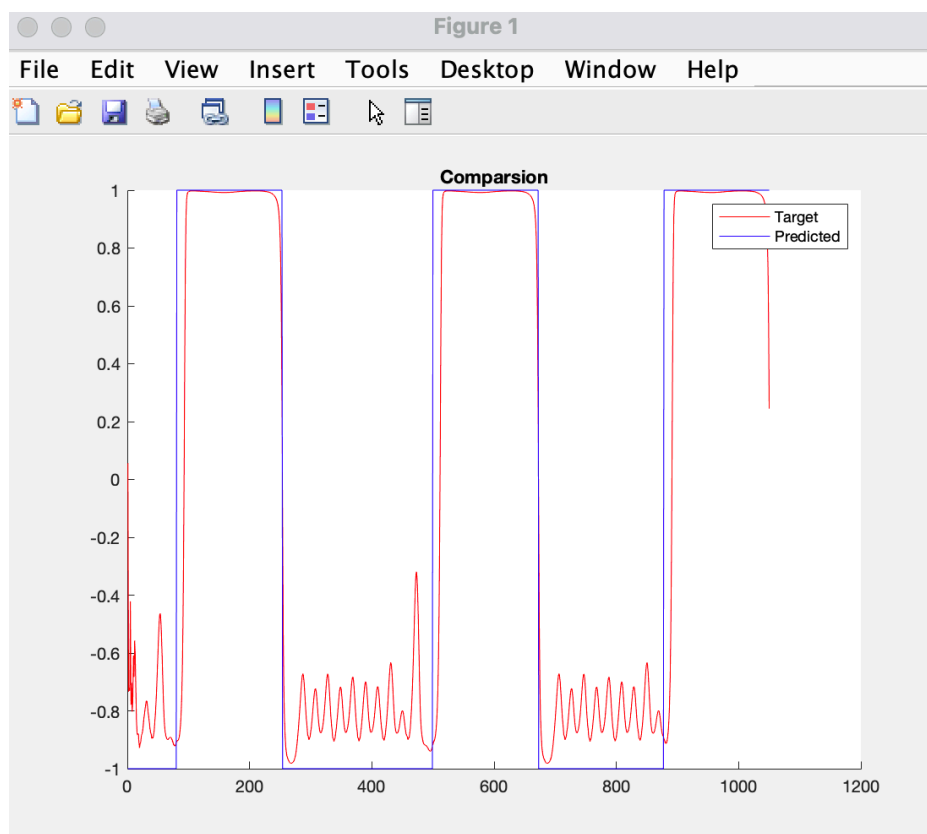 Figure 1
File Edit View Insert Tools Desktop Window Help
Comparsion
1
0.8
0.6
0.4
0.2
0
-0.2
-0.4
-0.6
-0.8
-1
0 200 400 600 800 1000 1200
Target
Predicted